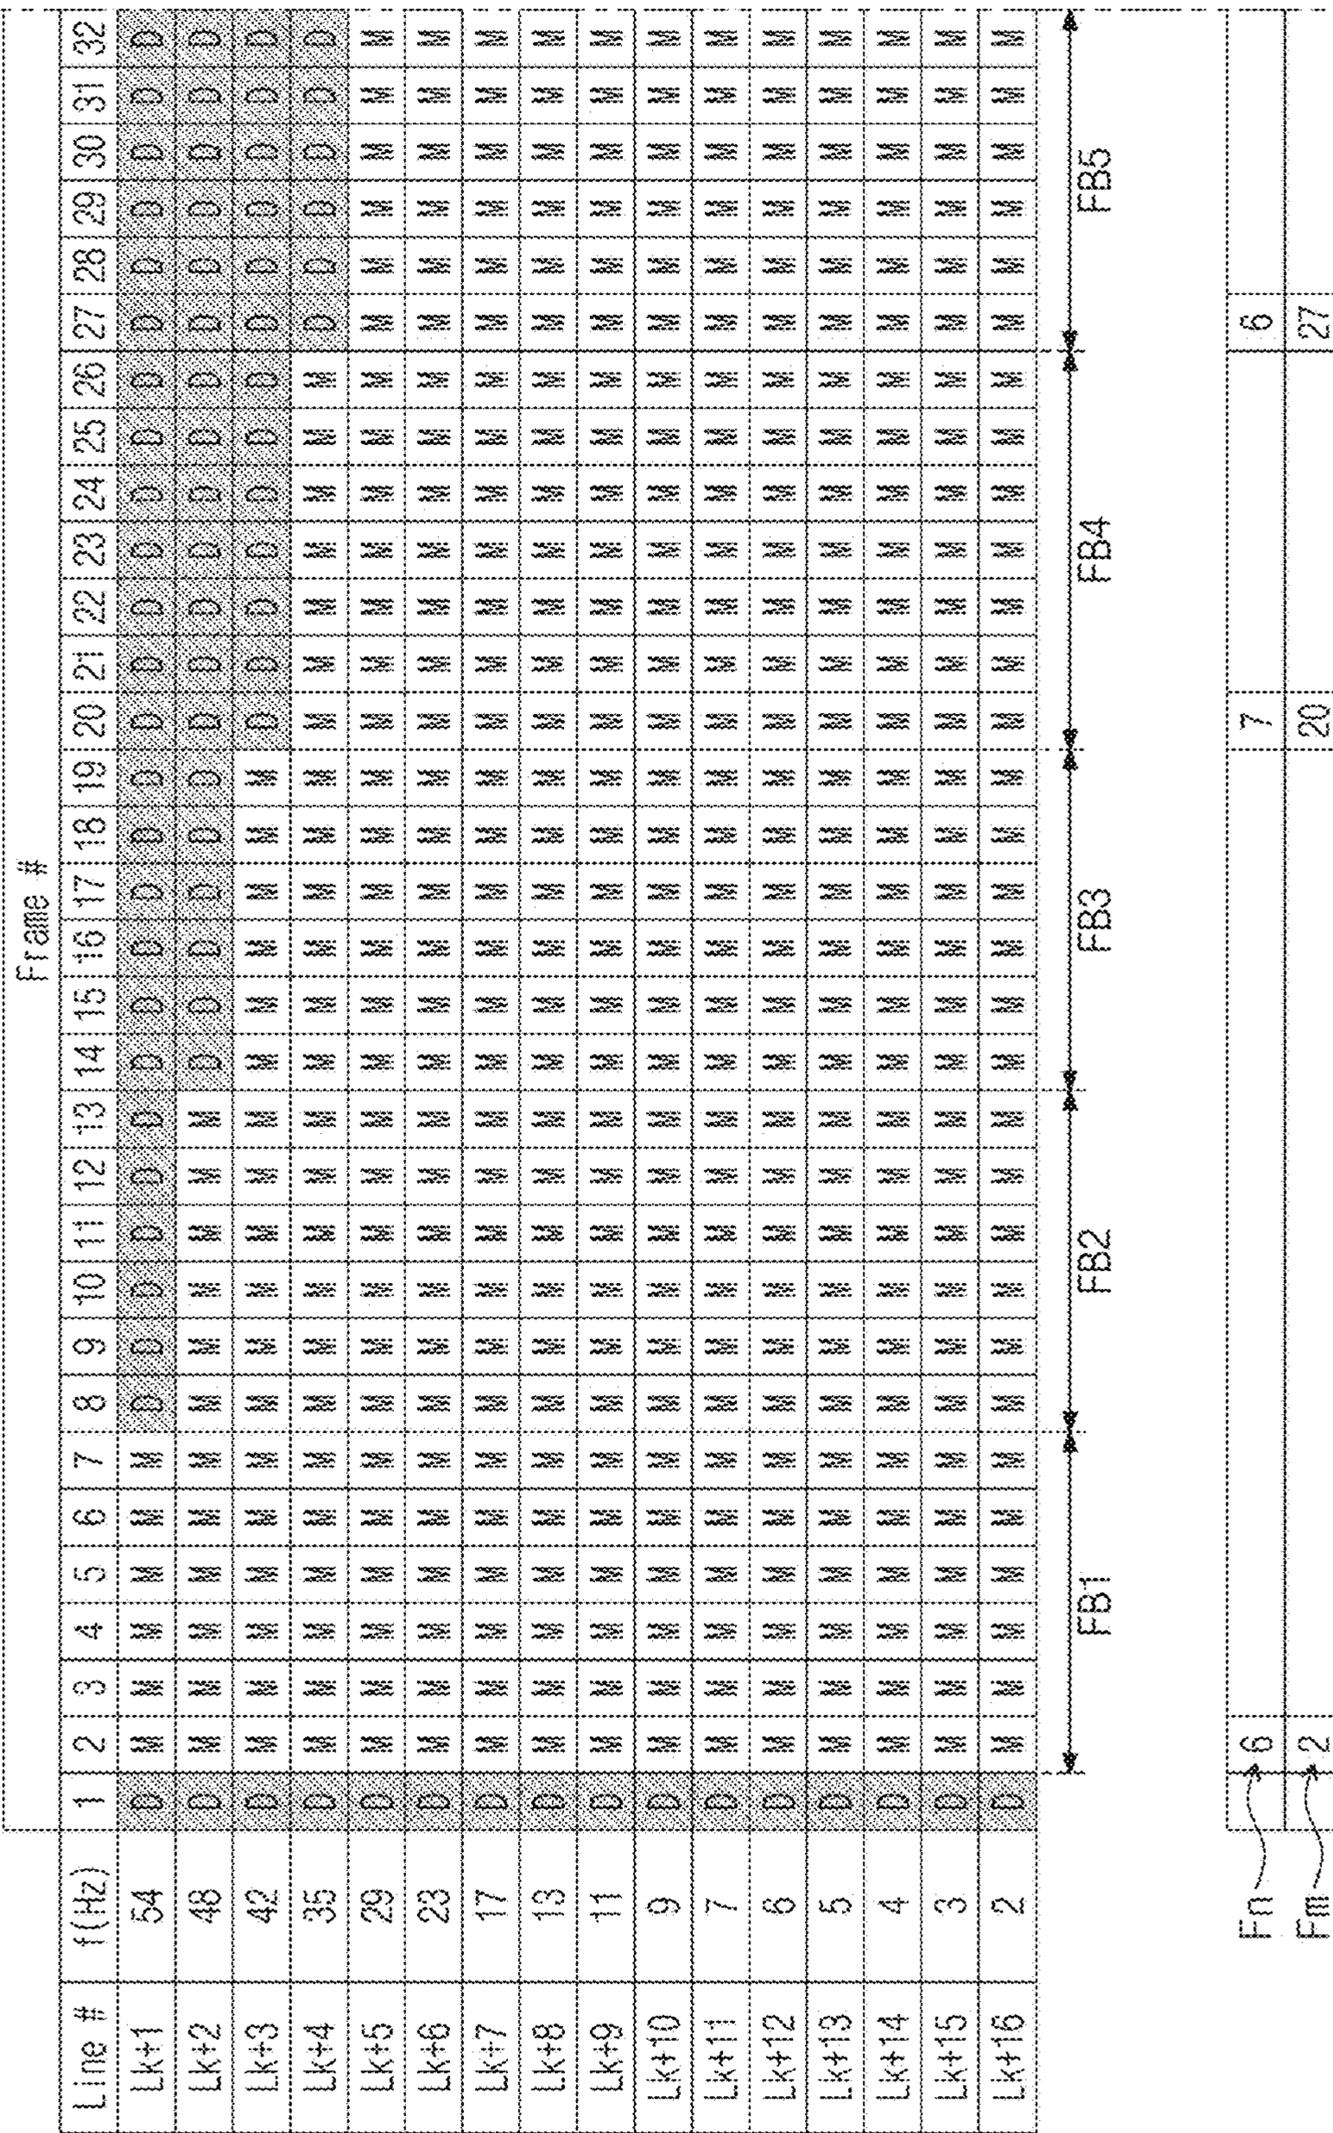 Frame #
Line # f(Hz) 1 2 3 4 5 6 7 8 9 10 11 12 13 14 15 16 17 18 19 20 21 22 23 24 25 26 27 28 29 30 31 32
Lk+1 54 D M M M M M M D D D D D D D D D D D D D D D D D D D D D D D D D
Lk+2 48 D M M M M M M M M M M M M D D D D D D D D D D D D D D D D D D D
Lk+3 42 D M M M M M M M M M M M M M M M M M M D D D D D D D D D D D D D
Lk+4 35 D M M M M M M M M M M M M M M M M M M M M M M M M M D D D D D D
Lk+5 29 D M M M M M M M M M M M M M M M M M M M M M M M M M M M M M M M
Lk+6 23 D M M M M M M M M M M M M M M M M M M M M M M M M M M M M M M M
Lk+7 17 D M M M M M M M M M M M M M M M M M M M M M M M M M M M M M M M
Lk+8 13 D M M M M M M M M M M M M M M M M M M M M M M M M M M M M M M M
Lk+9 11 D M M M M M M M M M M M M M M M M M M M M M M M M M M M M M M M
Lk+10 9 D M M M M M M M M M M M M M M M M M M M M M M M M M M M M M M M
Lk+11 7 D M M M M M M M M M M M M M M M M M M M M M M M M M M M M M M M
Lk+12 6 D M M M M M M M M M M M M M M M M M M M M M M M M M M M M M M M
Lk+13 5 D M M M M M M M M M M M M M M M M M M M M M M M M M M M M M M M
Lk+14 4 D M M M M M M M M M M M M M M M M M M M M M M M M M M M M M M M
Lk+15 3 D M M M M M M M M M M M M M M M M M M M M M M M M M M M M M M M
Lk+16 2 D M M M M M M M M M M M M M M M M M M M M M M M M M M M M M M M
FB1 FB2 FB3 FB4 FB5
Fn 6 7 6
Fm 2 20 27